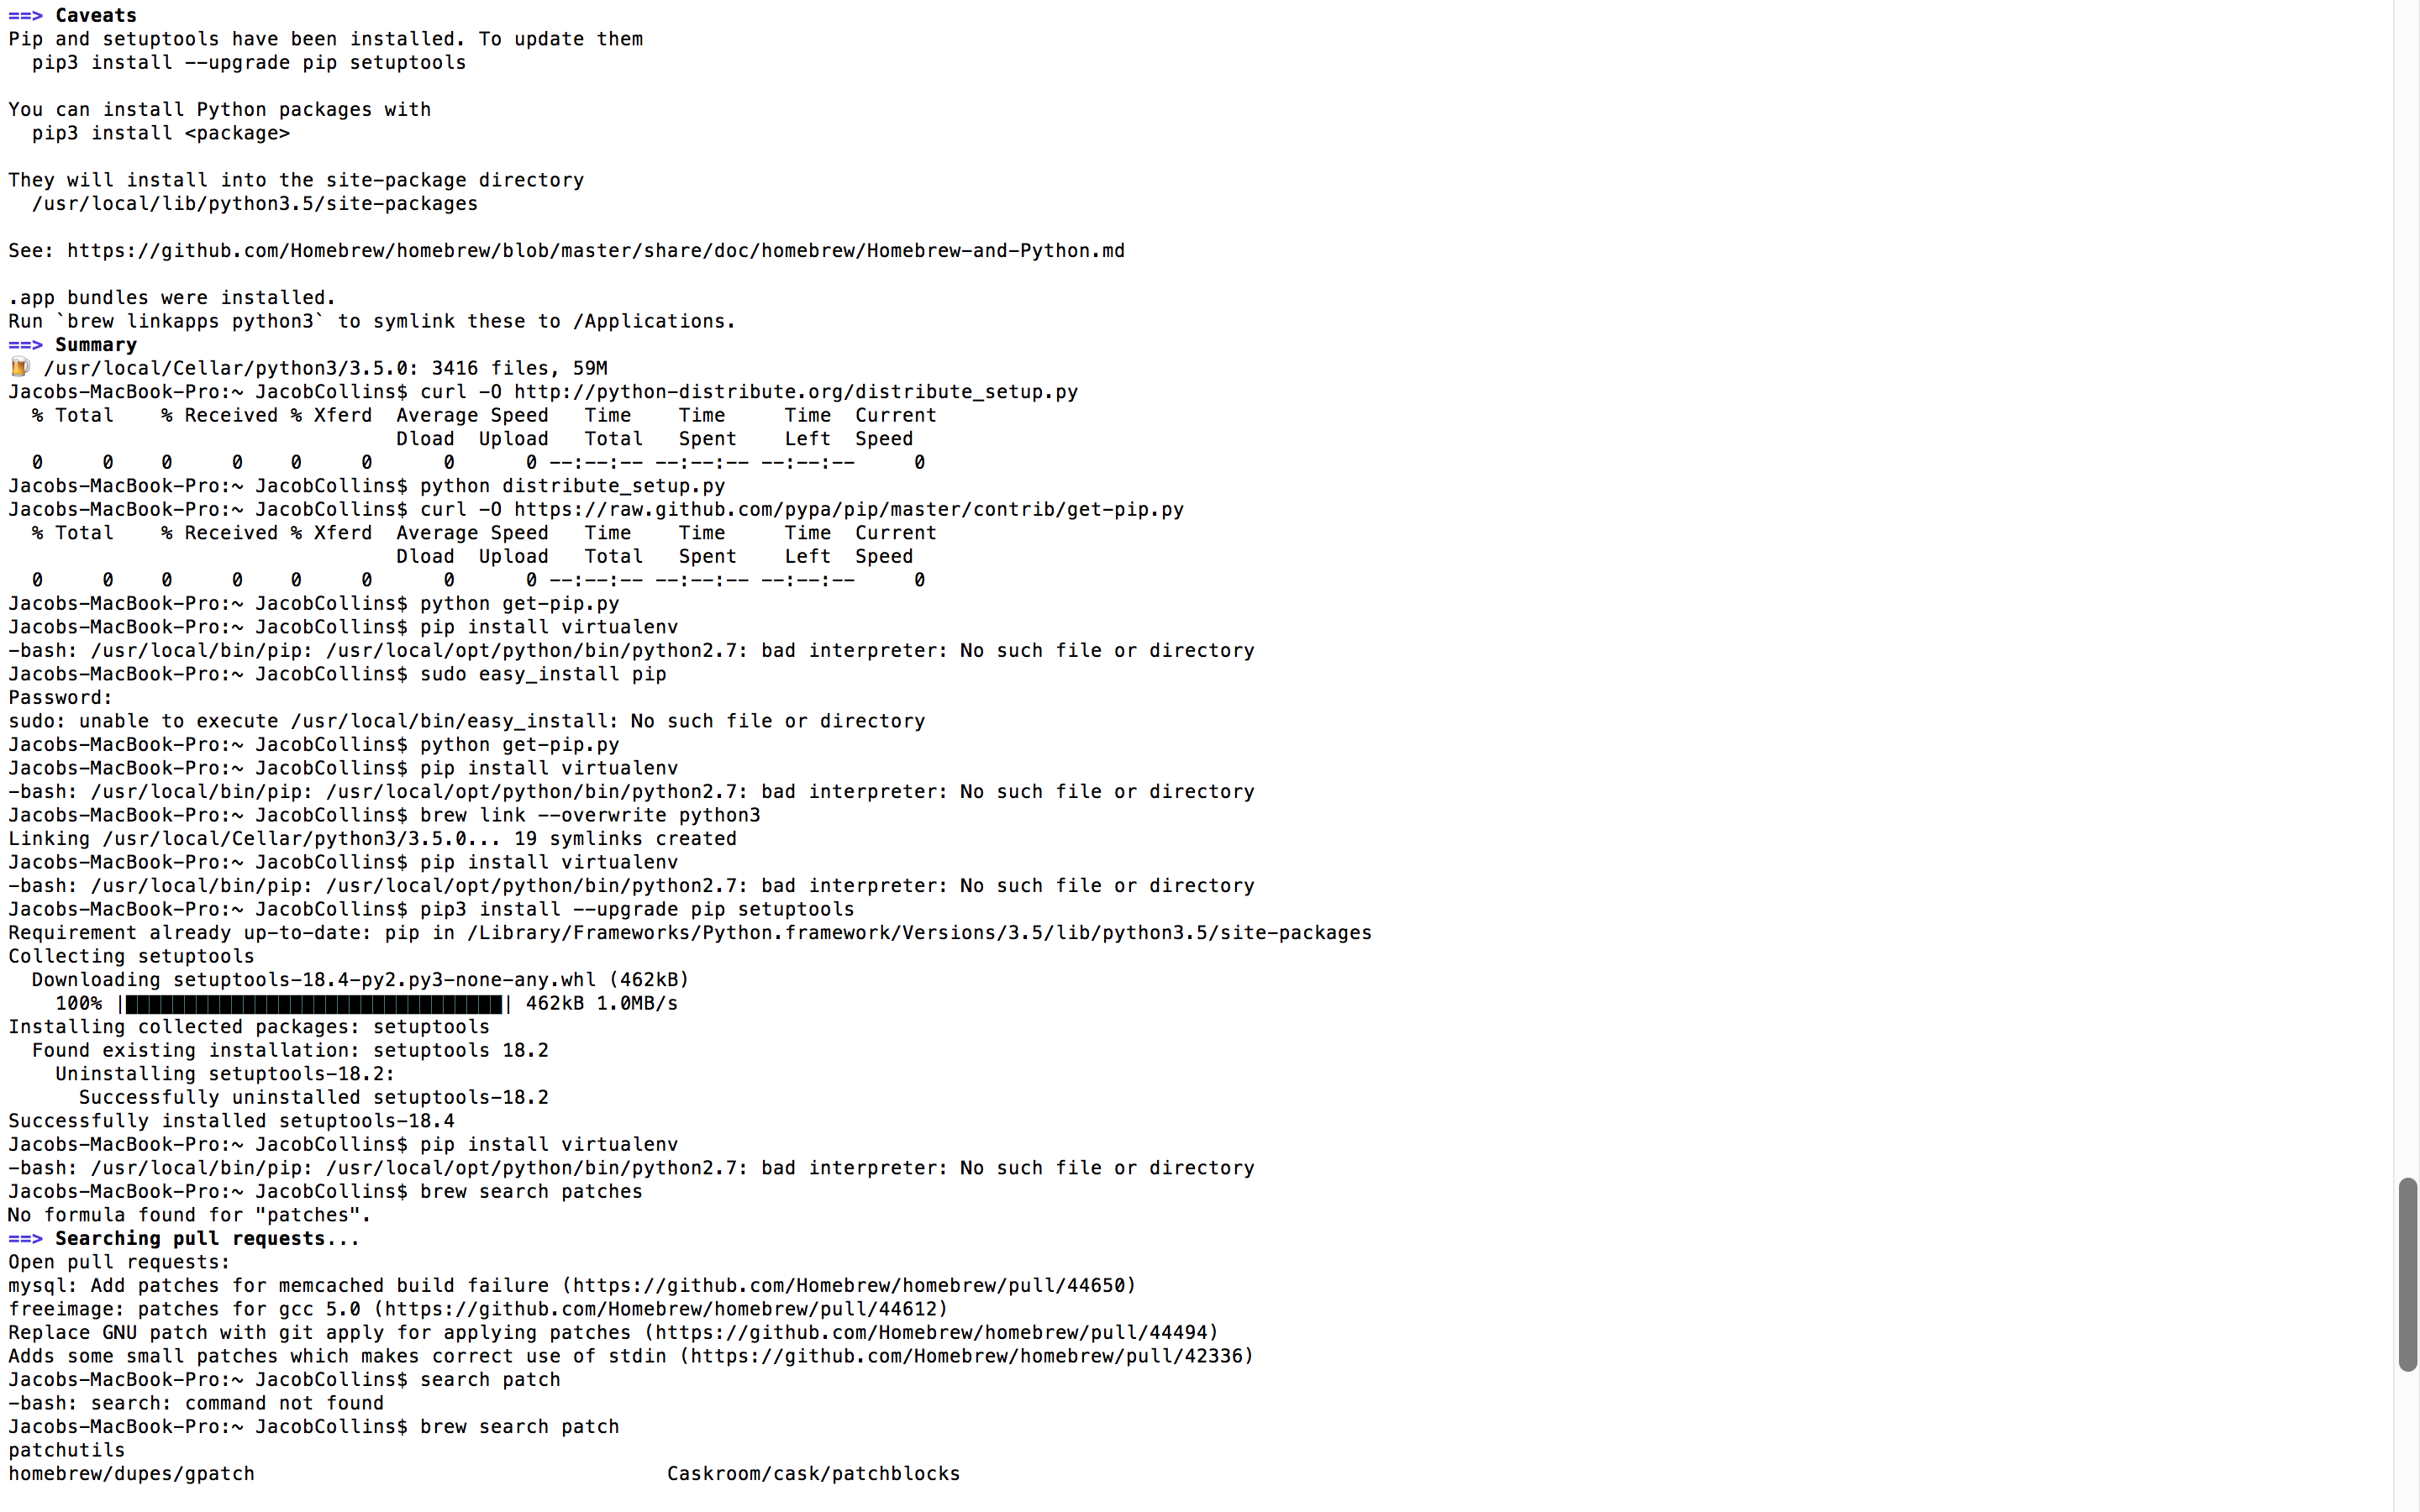 ==> Caveats
Pip and setuptools have been installed. To update them
  pip3 install --upgrade pip setuptools

You can install Python packages with
  pip3 install <package>

They will install into the site-package directory
  /usr/local/lib/python3.5/site-packages

See: https://github.com/Homebrew/homebrew/blob/master/share/doc/homebrew/Homebrew-and-Python.md

.app bundles were installed.
Run `brew linkapps python3` to symlink these to /Applications.
==> Summary
🍺 /usr/local/Cellar/python3/3.5.0: 3416 files, 59M
Jacobs-MacBook-Pro:~ JacobCollins$ curl -O http://python-distribute.org/distribute_setup.py
  % Total    % Received % Xferd  Average Speed   Time    Time     Time  Current
                                 Dload  Upload   Total   Spent    Left  Speed
  0     0    0     0    0     0      0      0 --:--:-- --:--:-- --:--:--     0
Jacobs-MacBook-Pro:~ JacobCollins$ python distribute_setup.py
Jacobs-MacBook-Pro:~ JacobCollins$ curl -O https://raw.github.com/pypa/pip/master/contrib/get-pip.py
  % Total    % Received % Xferd  Average Speed   Time    Time     Time  Current
                                 Dload  Upload   Total   Spent    Left  Speed
  0     0    0     0    0     0      0      0 --:--:-- --:--:-- --:--:--     0
Jacobs-MacBook-Pro:~ JacobCollins$ python get-pip.py
Jacobs-MacBook-Pro:~ JacobCollins$ pip install virtualenv
-bash: /usr/local/bin/pip: /usr/local/opt/python/bin/python2.7: bad interpreter: No such file or directory
Jacobs-MacBook-Pro:~ JacobCollins$ sudo easy_install pip
Password:
sudo: unable to execute /usr/local/bin/easy_install: No such file or directory
Jacobs-MacBook-Pro:~ JacobCollins$ python get-pip.py
Jacobs-MacBook-Pro:~ JacobCollins$ pip install virtualenv
-bash: /usr/local/bin/pip: /usr/local/opt/python/bin/python2.7: bad interpreter: No such file or directory
Jacobs-MacBook-Pro:~ JacobCollins$ brew link --overwrite python3
Linking /usr/local/Cellar/python3/3.5.0... 19 symlinks created
Jacobs-MacBook-Pro:~ JacobCollins$ pip install virtualenv
-bash: /usr/local/bin/pip: /usr/local/opt/python/bin/python2.7: bad interpreter: No such file or directory
Jacobs-MacBook-Pro:~ JacobCollins$ pip3 install --upgrade pip setuptools
Requirement already up-to-date: pip in /Library/Frameworks/Python.framework/Versions/3.5/lib/python3.5/site-packages
Collecting setuptools
  Downloading setuptools-18.4-py2.py3-none-any.whl (462kB)
    100% |████████████████████████████████| 462kB 1.0MB/s
Installing collected packages: setuptools
  Found existing installation: setuptools 18.2
    Uninstalling setuptools-18.2:
      Successfully uninstalled setuptools-18.2
Successfully installed setuptools-18.4
Jacobs-MacBook-Pro:~ JacobCollins$ pip install virtualenv
-bash: /usr/local/bin/pip: /usr/local/opt/python/bin/python2.7: bad interpreter: No such file or directory
Jacobs-MacBook-Pro:~ JacobCollins$ brew search patches
No formula found for "patches".
==> Searching pull requests...
Open pull requests:
mysql: Add patches for memcached build failure (https://github.com/Homebrew/homebrew/pull/44650)
freeimage: patches for gcc 5.0 (https://github.com/Homebrew/homebrew/pull/44612)
Replace GNU patch with git apply for applying patches (https://github.com/Homebrew/homebrew/pull/44494)
Adds some small patches which makes correct use of stdin (https://github.com/Homebrew/homebrew/pull/42336)
Jacobs-MacBook-Pro:~ JacobCollins$ search patch
-bash: search: command not found
Jacobs-MacBook-Pro:~ JacobCollins$ brew search patch
patchutils
homebrew/dupes/gpatch                                   Caskroom/cask/patchblocks